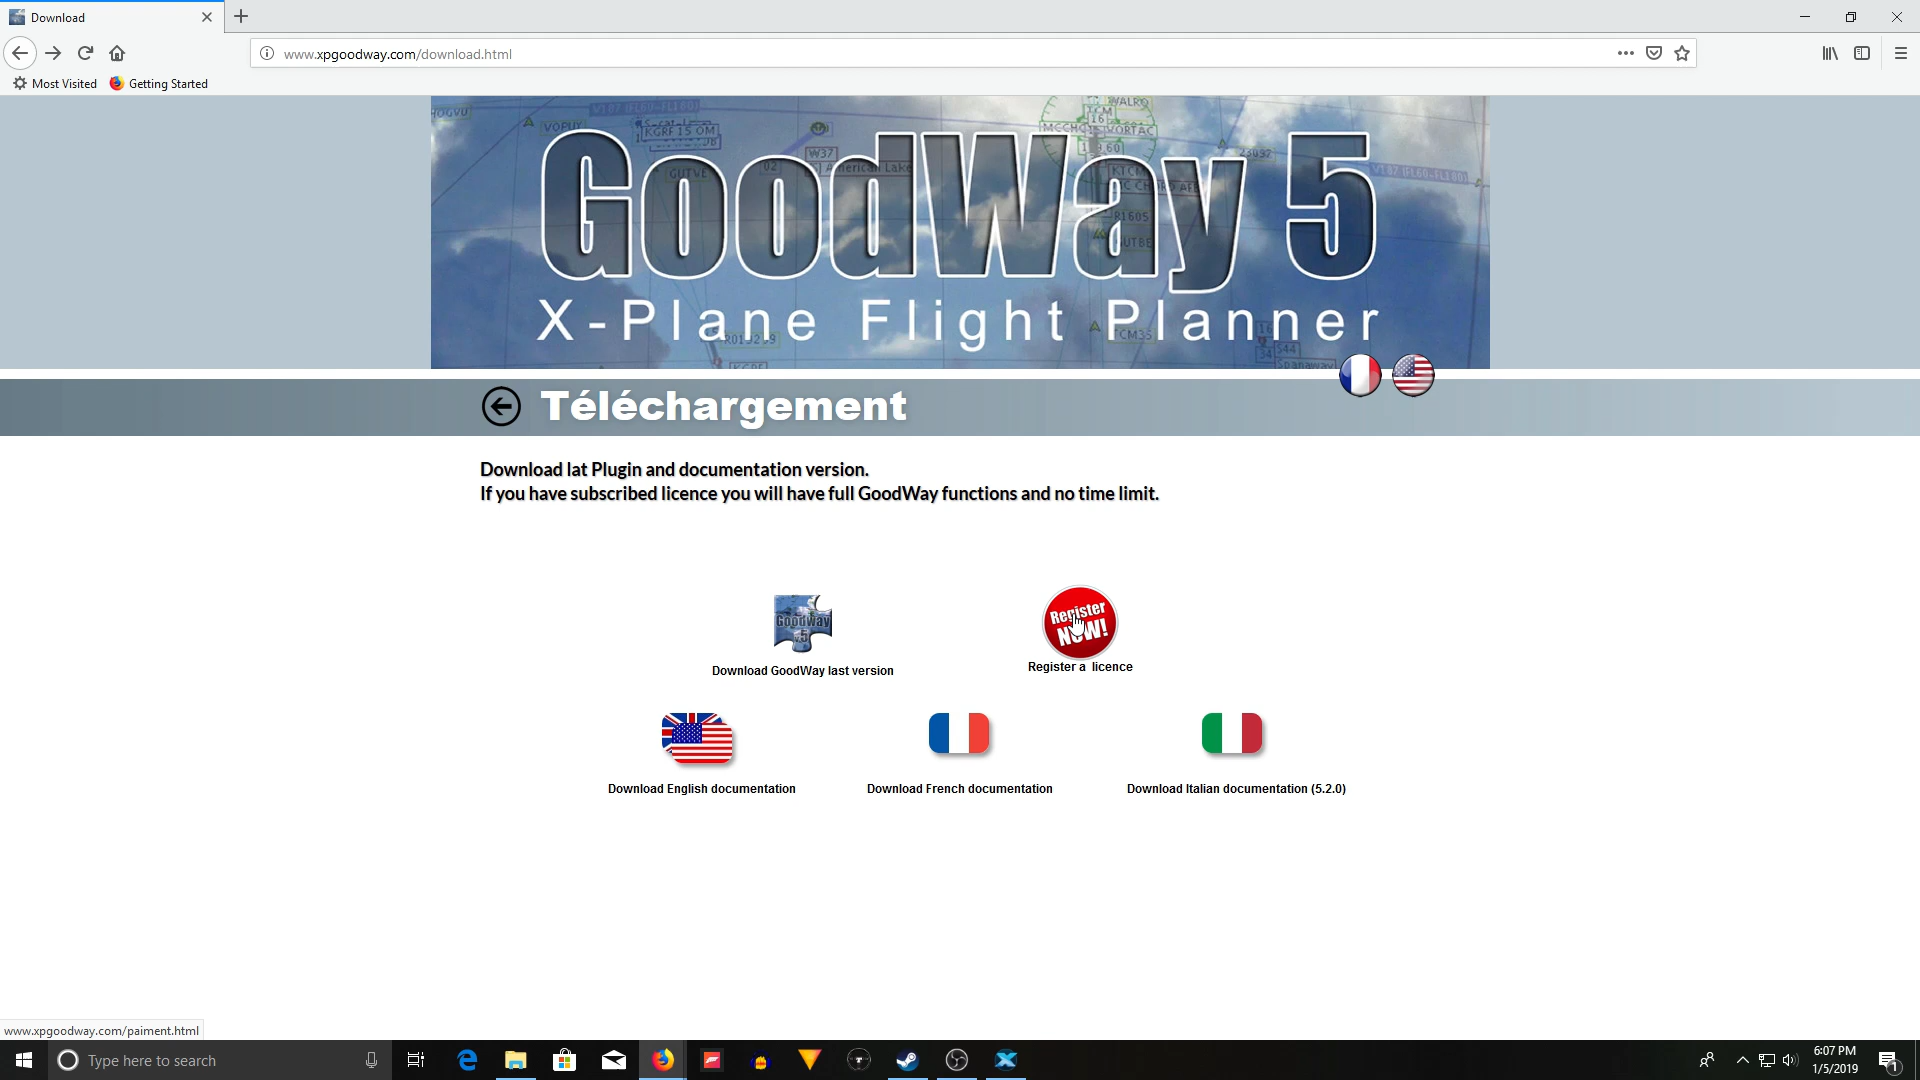 Download
www.xpgoodway.com/download.html
Most Visited
Getting Started
GoodWay 5
X-Plane Flight Planner
Téléchargement
Download lat Plugin and documentation version.
If you have subscribed licence you will have full GoodWay functions and no time limit.
GoodWay
v5
Register
NOW!
Download GoodWay last version
Register a licence
Download English documentation
Download French documentation
Download Italian documentation (5.2.0)
www.xpgoodway.com/paiment.html
Type here to search
6:07 PM
1/5/2019
1